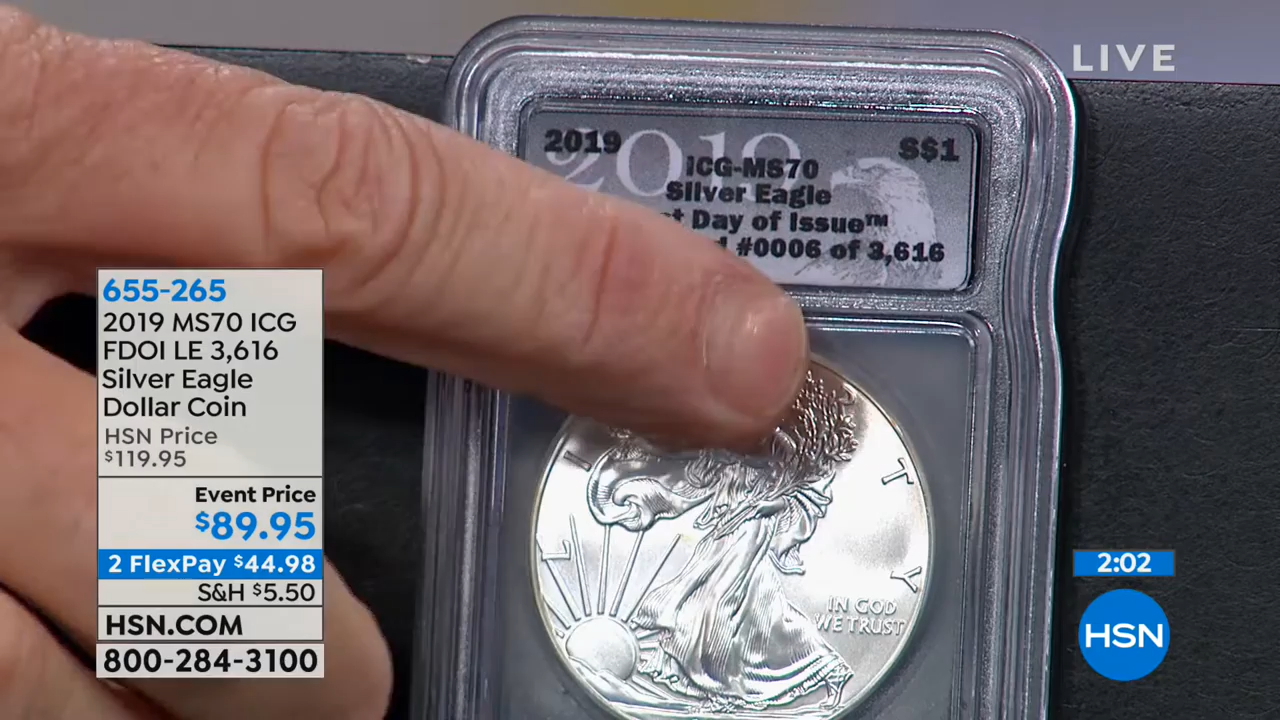 LIVE
2019 S$1
2019
ICG-MS70
Silver Eagle
Day of Issue™
#0006 of 3,616
655-265
2019 MS70 ICG
FDOI LE 3,616
Silver Eagle
Dollar Coin
HSN Price
$119.95
Event Price
$89.95
2 FlexPay $44.98
S&H $5.50
HSN.COM
800-284-3100
L I T Y
IN GOD
WE TRUST
2:02
HSN